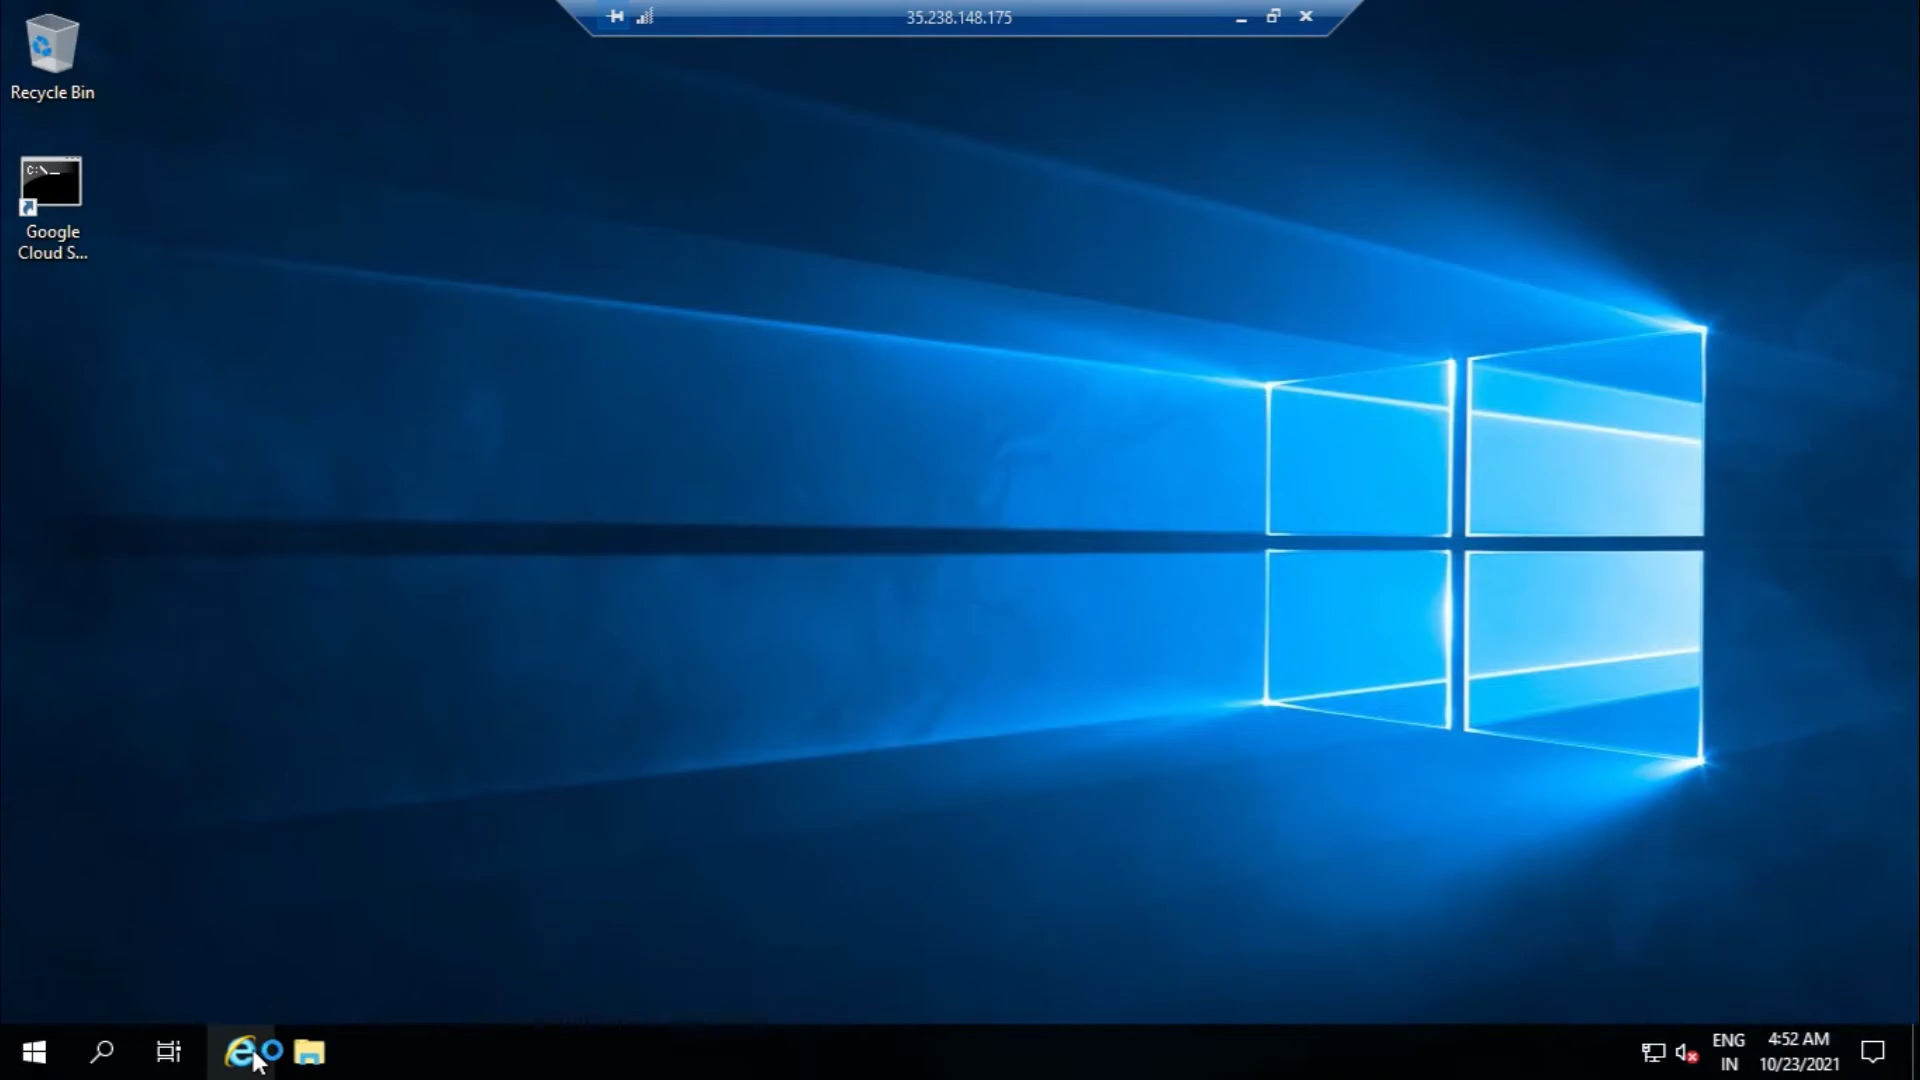 35.238.148.175
Recycle Bin
C:\_
Google
Cloud S...
ENG
IN
4:52 AM
10/23/2021